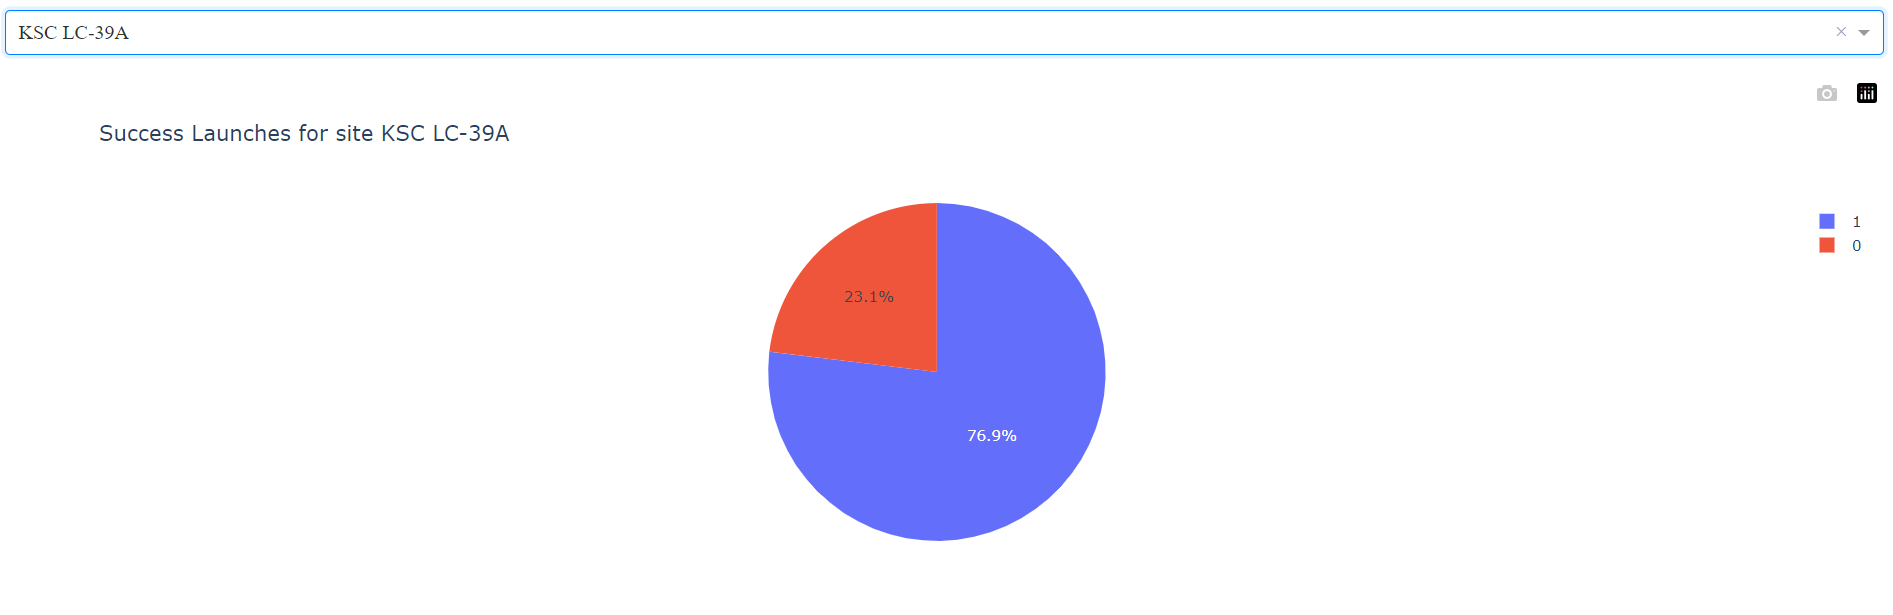 KSC LC-39A
Success Launches for site KSC LC-39A
1
0
23.1%
76.9%